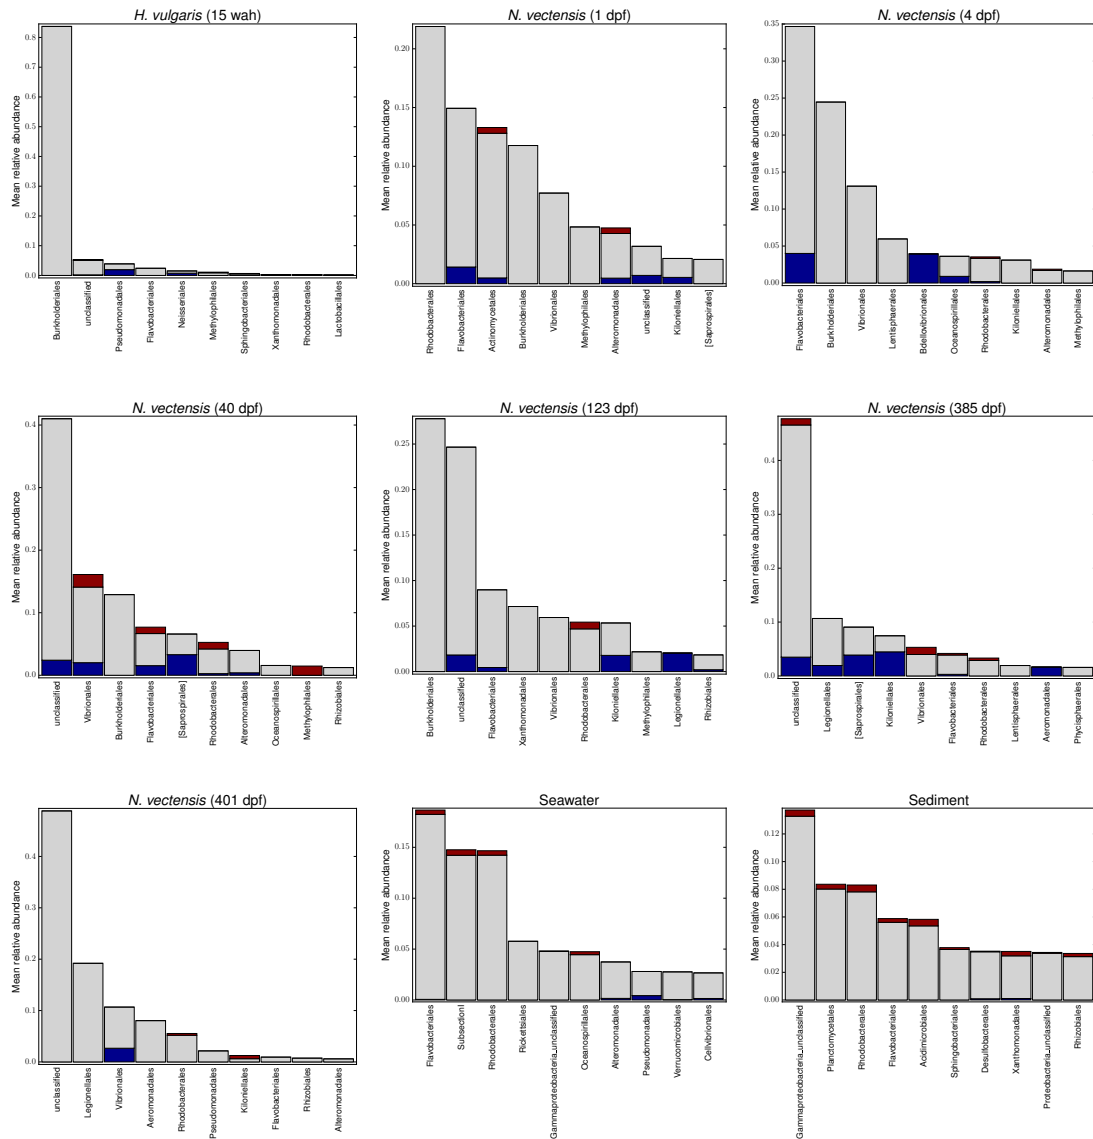 H. vulgaris (15 wah)
Mean relative abundance
0.8
0.7
0.6
0.5
0.4
0.3
0.2
0.1
0.0
Burkholderiales
unclassified
Pseudomonadales
Flavobacteriales
Neisseriales
Methylophilales
Sphingobacteriales
Xanthomonadales
Rhodobacterales
Lactobacillales
N. vectensis (1 dpf)
Mean relative abundance
0.20
0.15
0.10
0.05
0.00
Rhodobacterales
Flavobacteriales
Actinomycetales
Burkholderiales
Vibrionales
Methylophilales
Alteromonadales
unclassified
Kiloniellales
[Saprospirales]
N. vectensis (4 dpf)
Mean relative abundance
0.35
0.30
0.25
0.20
0.15
0.10
0.05
0.00
Flavobacteriales
Burkholderiales
Vibrionales
Lentisphaerales
Bdellovibrionales
Oceanospirillales
Rhodobacterales
Kiloniellales
Alteromonadales
Methylophilales
N. vectensis (40 dpf)
Mean relative abundance
0.4
0.3
0.2
0.1
0.0
unclassified
Vibrionales
Burkholderiales
Flavobacteriales
[Saprospirales]
Rhodobacterales
Alteromonadales
Oceanospirillales
Methylophilales
Rhizobiales
N. vectensis (123 dpf)
Mean relative abundance
0.25
0.20
0.15
0.10
0.05
0.00
Burkholderiales
unclassified
Flavobacteriales
Xanthomonadales
Vibrionales
Rhodobacterales
Kiloniellales
Methylophilales
Legionellales
Rhizobiales
N. vectensis (385 dpf)
Mean relative abundance
0.4
0.3
0.2
0.1
0.0
unclassified
Legionellales
[Saprospirales]
Kiloniellales
Vibrionales
Flavobacteriales
Rhodobacterales
Lentisphaerales
Aeromonadales
Phycisphaerales
N. vectensis (401 dpf)
Mean relative abundance
0.4
0.3
0.2
0.1
0.0
unclassified
Legionellales
Vibrionales
Aeromonadales
Rhodobacterales
Pseudomonadales
Kiloniellales
Flavobacteriales
Rhizobiales
Alteromonadales
Seawater
Mean relative abundance
0.15
0.10
0.05
0.00
Flavobacteriales
SubsectionI
Rhodobacterales
Rickettsiales
Gammaproteobacteria_unclassified
Oceanospirillales
Alteromonadales
Pseudomonadales
Verrucomicrobiales
Cellvibrionales
Sediment
Mean relative abundance
0.12
0.10
0.08
0.06
0.04
0.02
0.00
Gammaproteobacteria_unclassified
Planctomycetales
Rhodobacterales
Flavobacteriales
Acidimicrobiales
Sphingobacteriales
Desulfobacterales
Xanthomonadales
Proteobacteria_unclassified
Rhizobiales